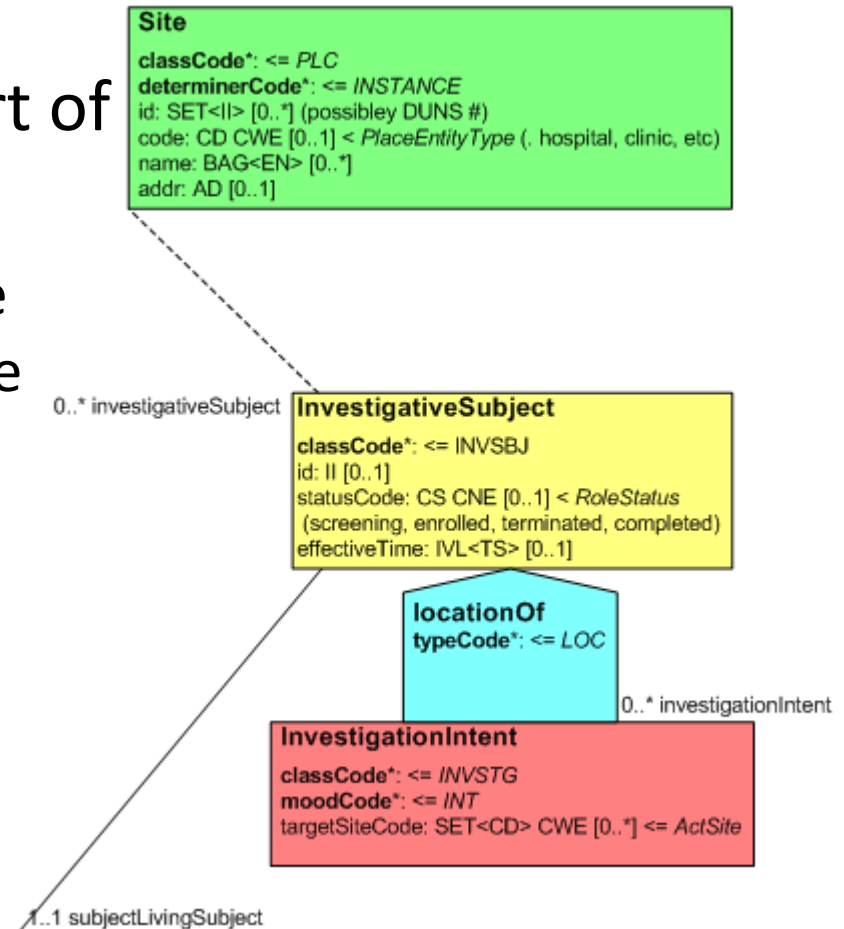 Site
classCode*: <= PLC
rt of
determinerCode*: <= INSTANCE
id: SET<II> [0..*] (possibley DUNS #)
code: CD CWE [0..1] < PlaceEntityType (. hospital, clinic, etc)
name: BAG<EN> [0..*]
addr: AD [0..1]
e
e
0..* investigativeSubject
InvestigativeSubject
classCode*: <= INVSBJ
id: II [0..1]
statusCode: CS CNE [0..1] < RoleStatus
(screening, enrolled, terminated, completed)
effectiveTime: IVL<TS> [0..1]
locationOf
typeCode*: <= LOC
0..* investigationIntent
InvestigationIntent
classCode*: <= INVSTG
moodCode*: <= INT
targetSiteCode: SET<CD> CWE [0..*] <= ActSite
1..1 subjectLivingSubject